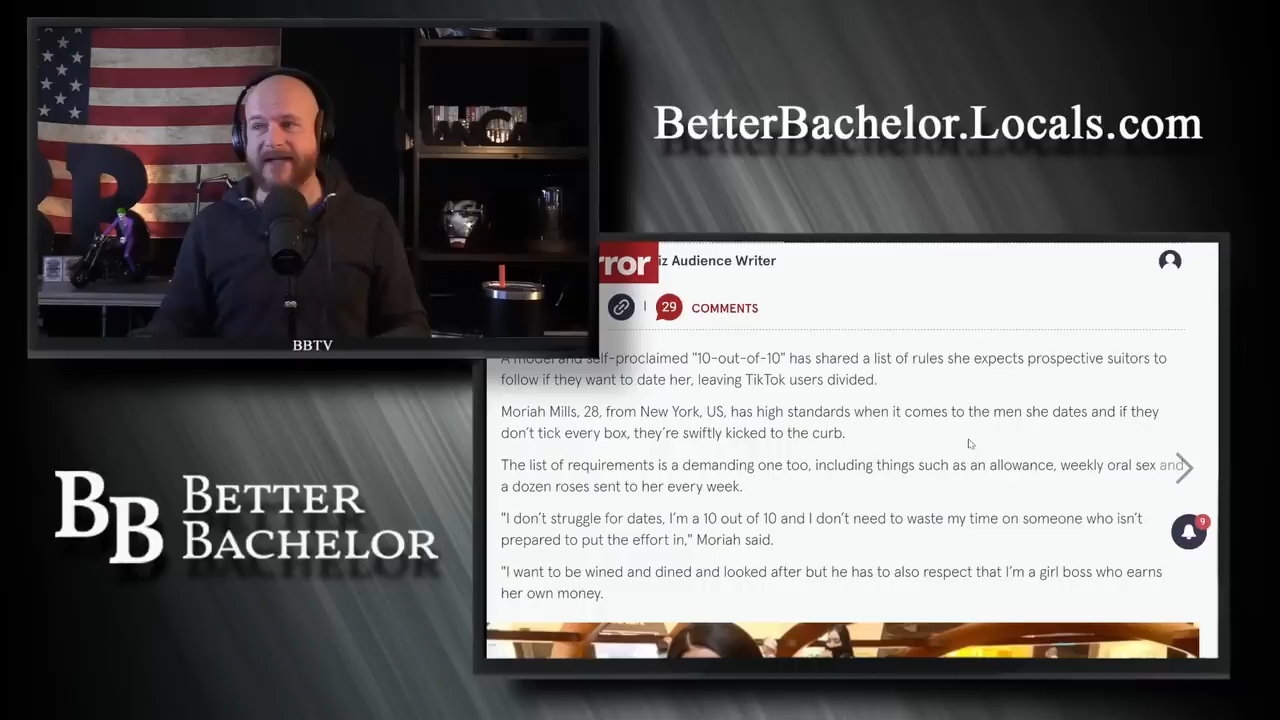 BetterBachelor.Locals.com
BBTV
rror
iz Audience Writer
29 COMMENTS
A model and self-proclaimed "10-out-of-10" has shared a list of rules she expects prospective suitors to
follow if they want to date her, leaving TikTok users divided.
Moriah Mills, 28, from New York, US, has high standards when it comes to the men she dates and if they
don't tick every box, they're swiftly kicked to the curb.
The list of requirements is a demanding one too, including things such as an allowance, weekly oral sex and
a dozen roses sent to her every week.
"I don't struggle for dates, I'm a 10 out of 10 and I don't need to waste my time on someone who isn't
prepared to put the effort in," Moriah said.
"I want to be wined and dined and looked after but he has to also respect that I'm a girl boss who earns
her own money.
9
BB
BETTER
BACHELOR